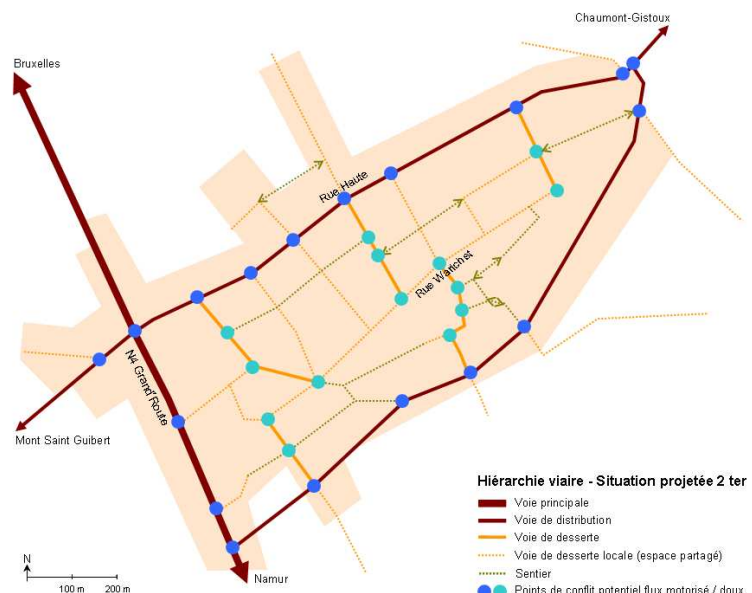 Chaumont-Gistoux
Bruxelles
Rue Haute
Rue Warichet
N4 Grand'Route
Mont Saint Guibert
Namur
N
100 m 200 m
Hiérarchie viaire - Situation projetée 2 ter
Voie principale
Voie de distribution
Voie de desserte
Voie de desserte locale (espace partagé)
Sentier
Points de conflit potentiel flux motorisé / doux